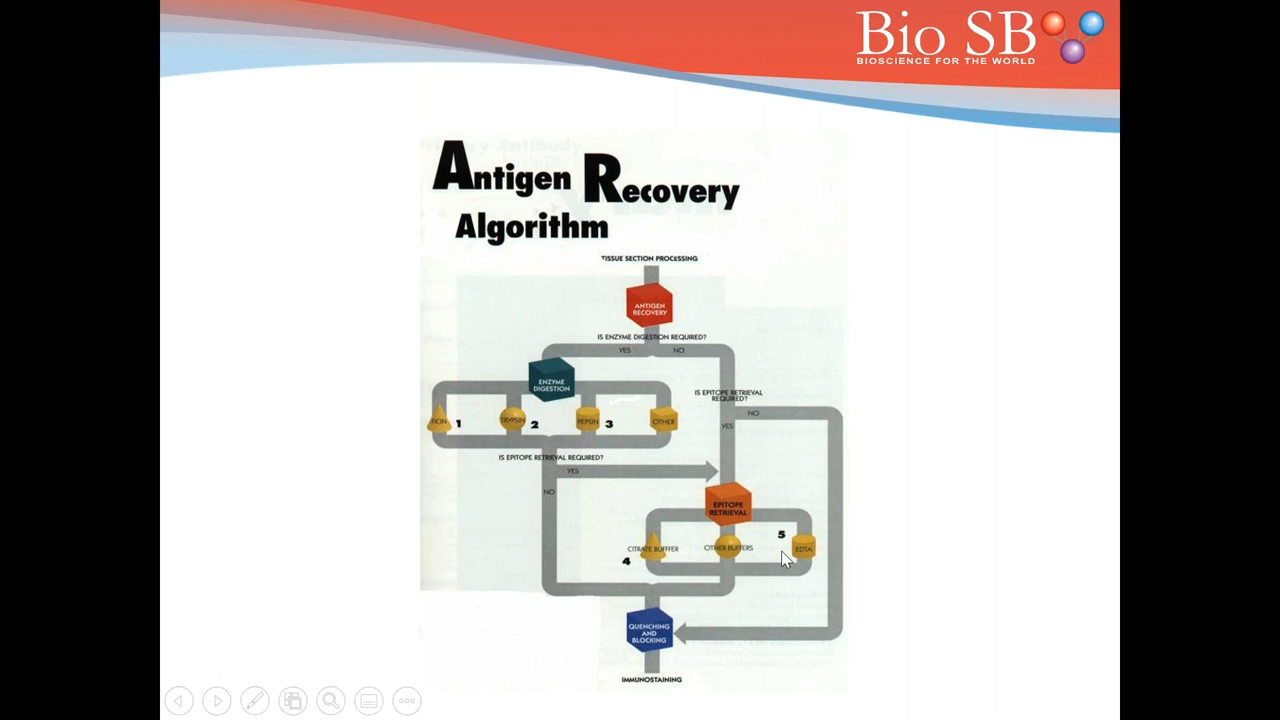 Bio SB
BIOSCIENCE FOR THE WORLD
Antigen Recovery
Algorithm
TISSUE SECTION PROCESSING
ANTIGEN
RECOVERY
IS ENZYME DIGESTION REQUIRED?
YES
NO
ENZYME
DIGESTION
IS EPITOPE RETRIEVAL
REQUIRED?
NO
YES
NON
1
TRYPSIN
2
PEPSIN
3
OTHER
IS EPITOPE RETRIEVAL REQUIRED?
YES
NO
EPITOPE
RETRIEVAL
5
CITRATE BUFFFER
OTHER BUFFERS
EDTA
4
QUENCHING
AND
BLOCKING
IMMUNOSTAINING